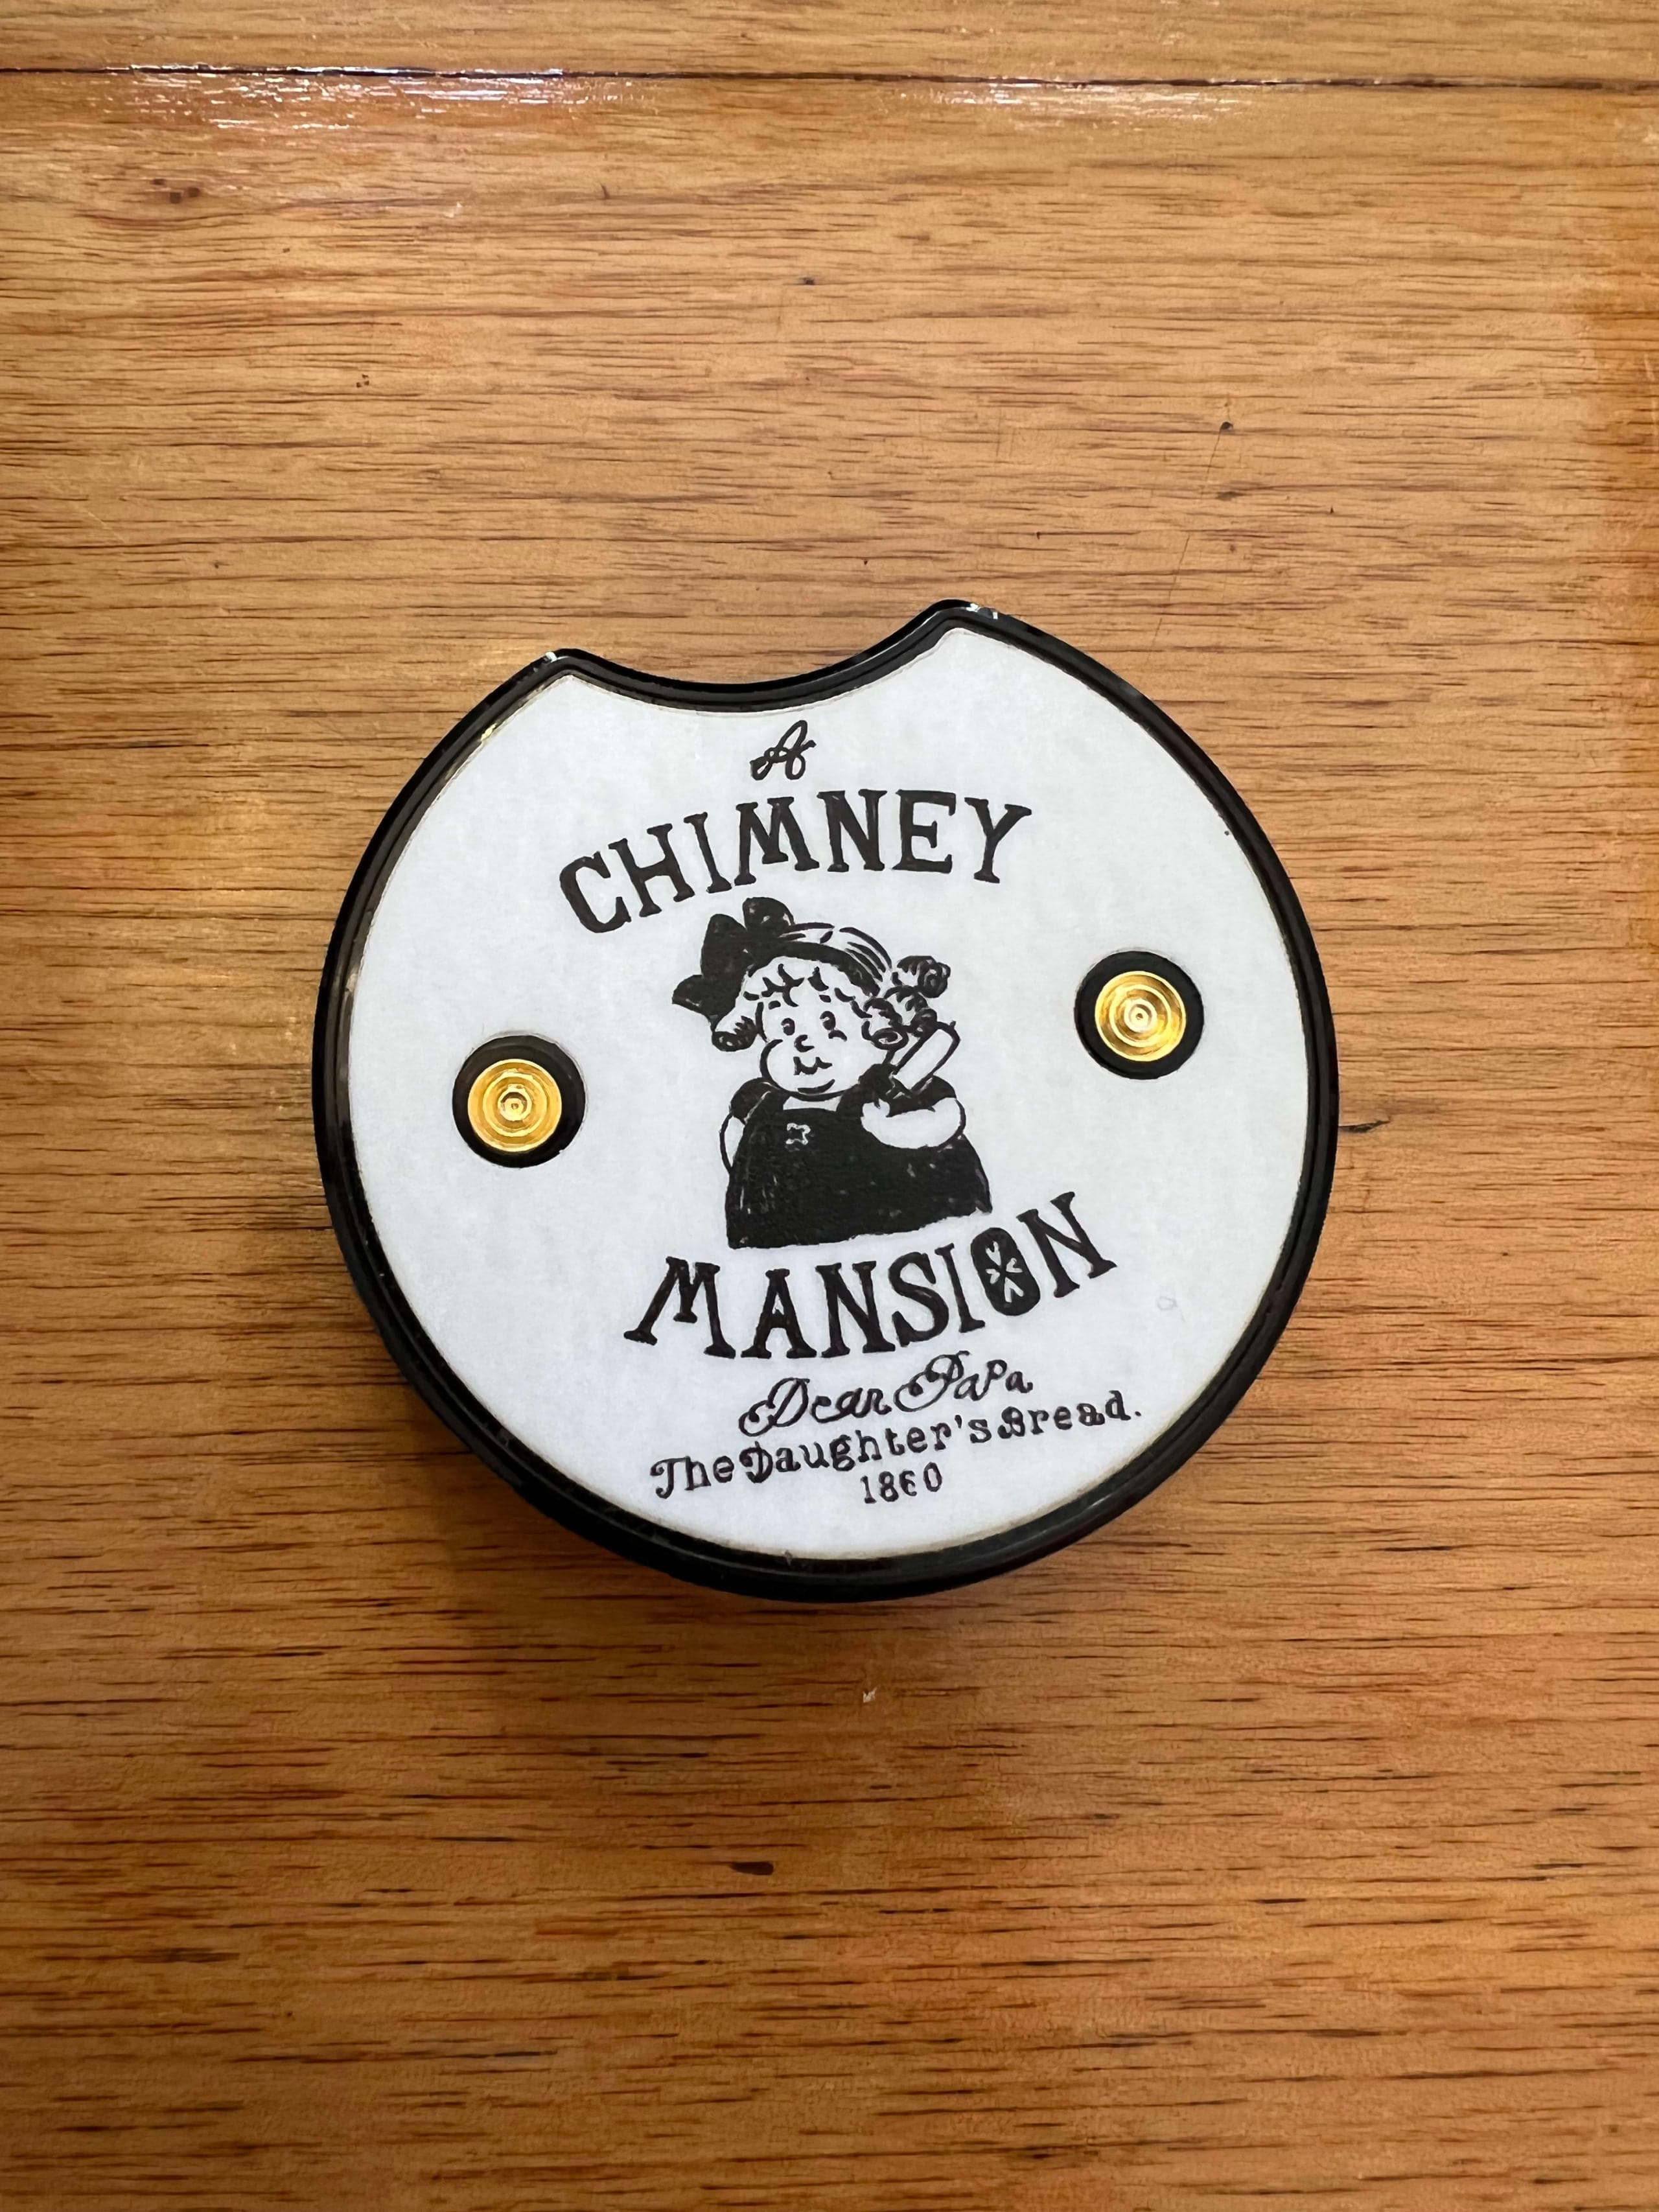 A
CHIMNEY
MANSION
Dear Papa
The Daughter's Bread.
1860